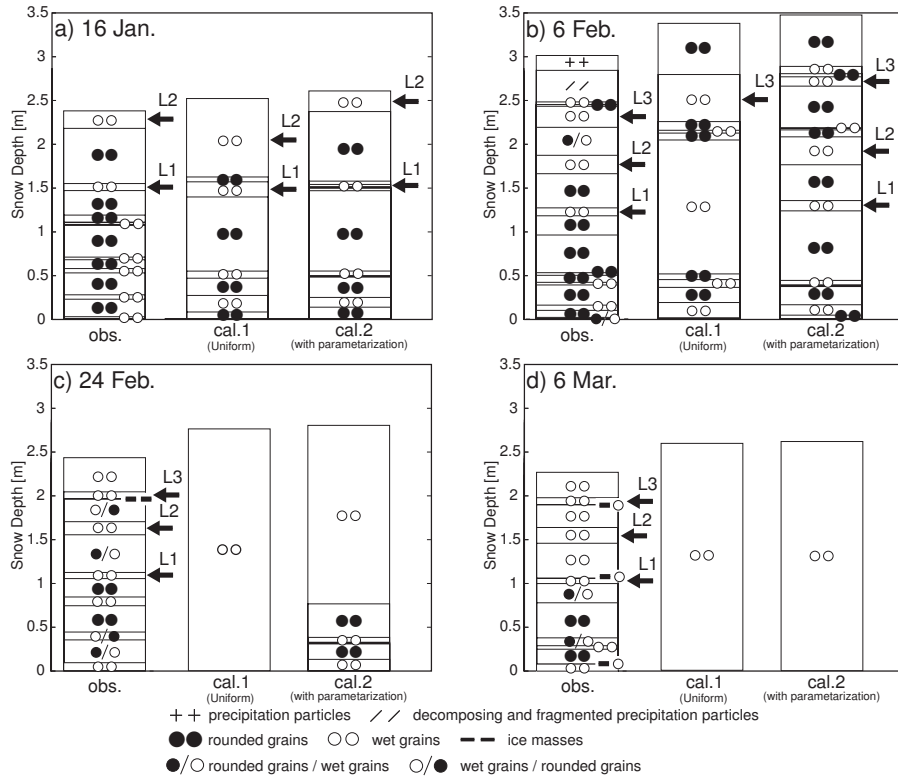 a) 16 Jan.
Snow Depth [m]
3.5
3
2.5
2
1.5
1
0.5
0
L2
L1
L2
L1
L2
L1
obs.
cal.1
(Uniform)
cal.2
(with parametarization)
b) 6 Feb.
Snow Depth [m]
3.5
3
2.5
2
1.5
1
0.5
0
L3
L2
L1
L3
L3
L2
L1
obs.
cal.1
(Uniform)
cal.2
(with parametarization)
c) 24 Feb.
Snow Depth [m]
3.5
3
2.5
2
1.5
1
0.5
0
L3
L2
L1
obs.
cal.1
(Uniform)
cal.2
(with parametarization)
d) 6 Mar.
Snow Depth [m]
3.5
3
2.5
2
1.5
1
0.5
0
L3
L2
L1
obs.
cal.1
(Uniform)
cal.2
(with parametarization)
++ precipitation particles // decomposing and fragmented precipitation particles
●● rounded grains ○○ wet grains -- ice masses
●/○ rounded grains / wet grains ○/● wet grains / rounded grains